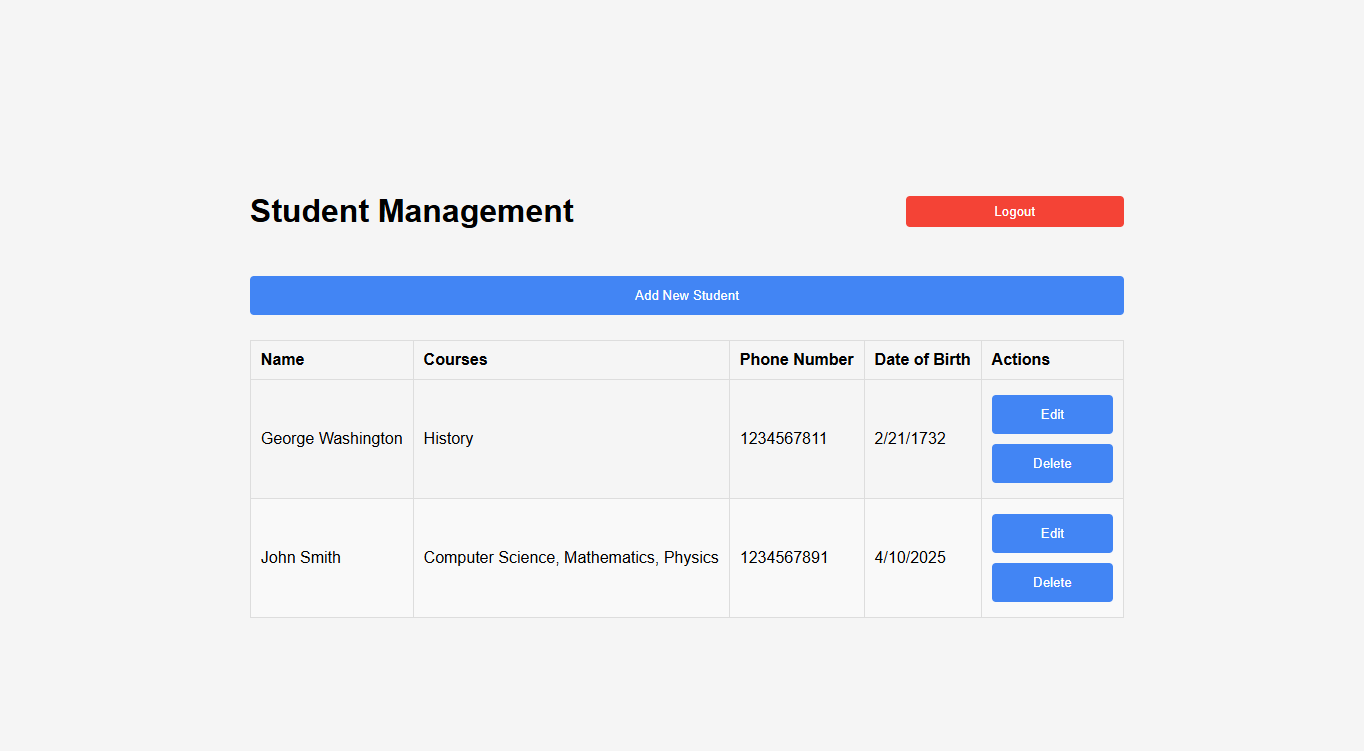 Student Management
Logout
Add New Student
Name Courses Phone Number Date of Birth Actions
George Washington History 1234567811 2/21/1732 Edit
Delete
John Smith Computer Science, Mathematics, Physics 1234567891 4/10/2025 Edit
Delete